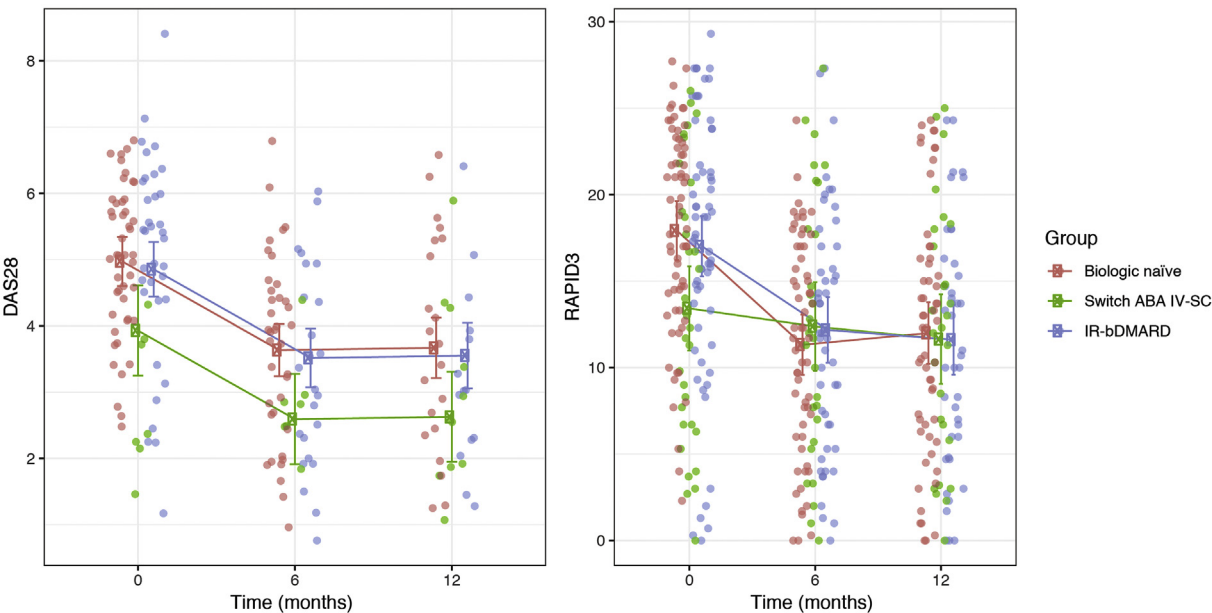 DAS28
8
6
4
2
0
6
12
Time (months)
RAPID3
30
20
10
0
0
6
12
Time (months)
Group
Biologic naïve
Switch ABA IV-SC
IR-bDMARD